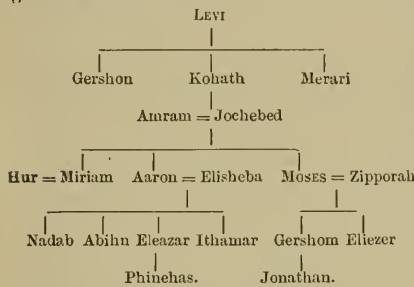 LEVI
Gershon Kohath Merari
Amram = Jochebed
Hur = Miriam Aaron = Elisheba MOSES = Zipporah
Nadab Abihn Eleazar Ithamar Gershom Eliezer
Phinehas. Jonathan.